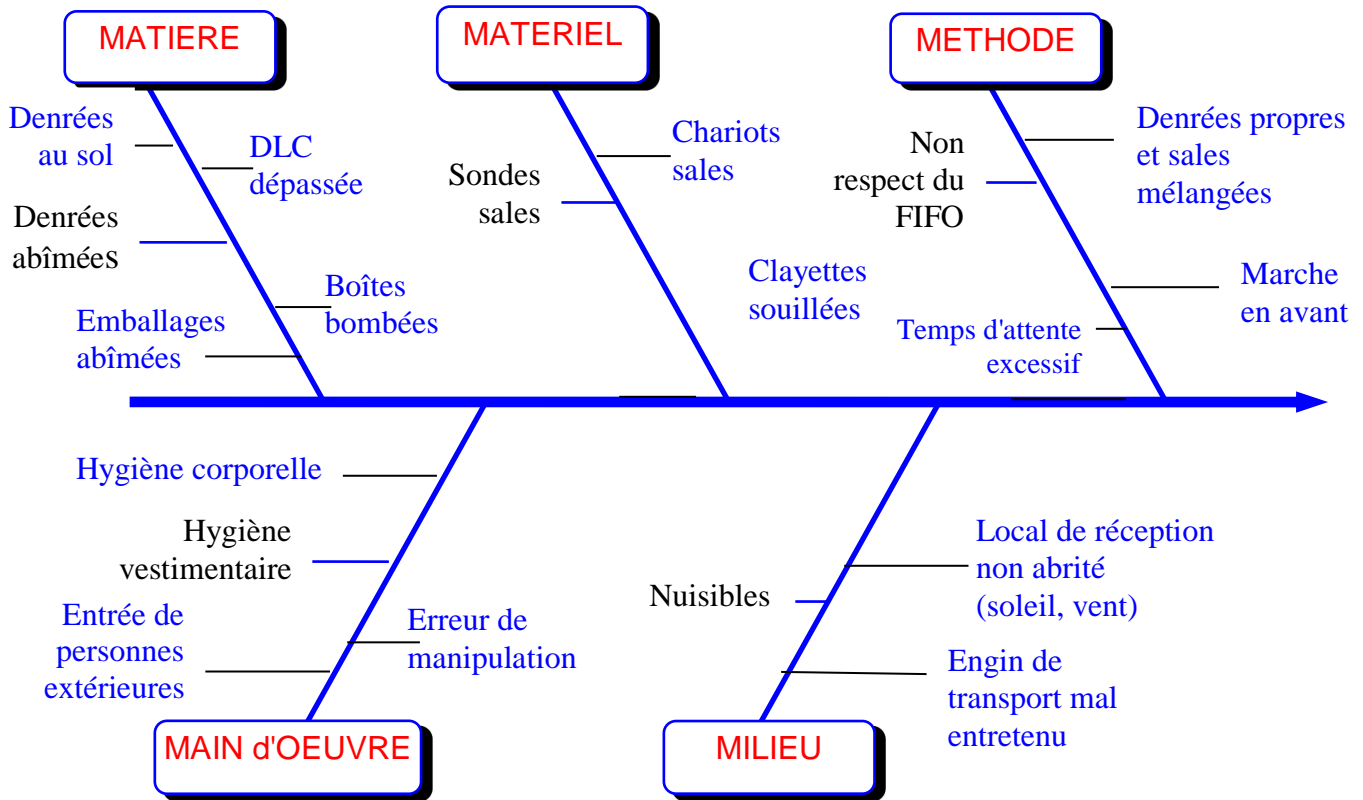 MATIERE
MATERIEL
METHODE
Denrées
au sol
DLC
dépassée
Denrées
abîmées
Boîtes
bombées
Emballages
abîmées
Chariots
sales
Sondes
sales
Clayettes
souillées
Denrées propres
et sales
mélangées
Non
respect du
FIFO
Marche
en avant
Temps d'attente
excessif
Hygiène corporelle
Hygiène
vestimentaire
Entrée de
personnes
extérieures
Erreur de
manipulation
Nuisibles
Local de réception
non abrité
(soleil, vent)
Engin de
transport mal
entretenu
MAIN d'OEUVRE
MILIEU